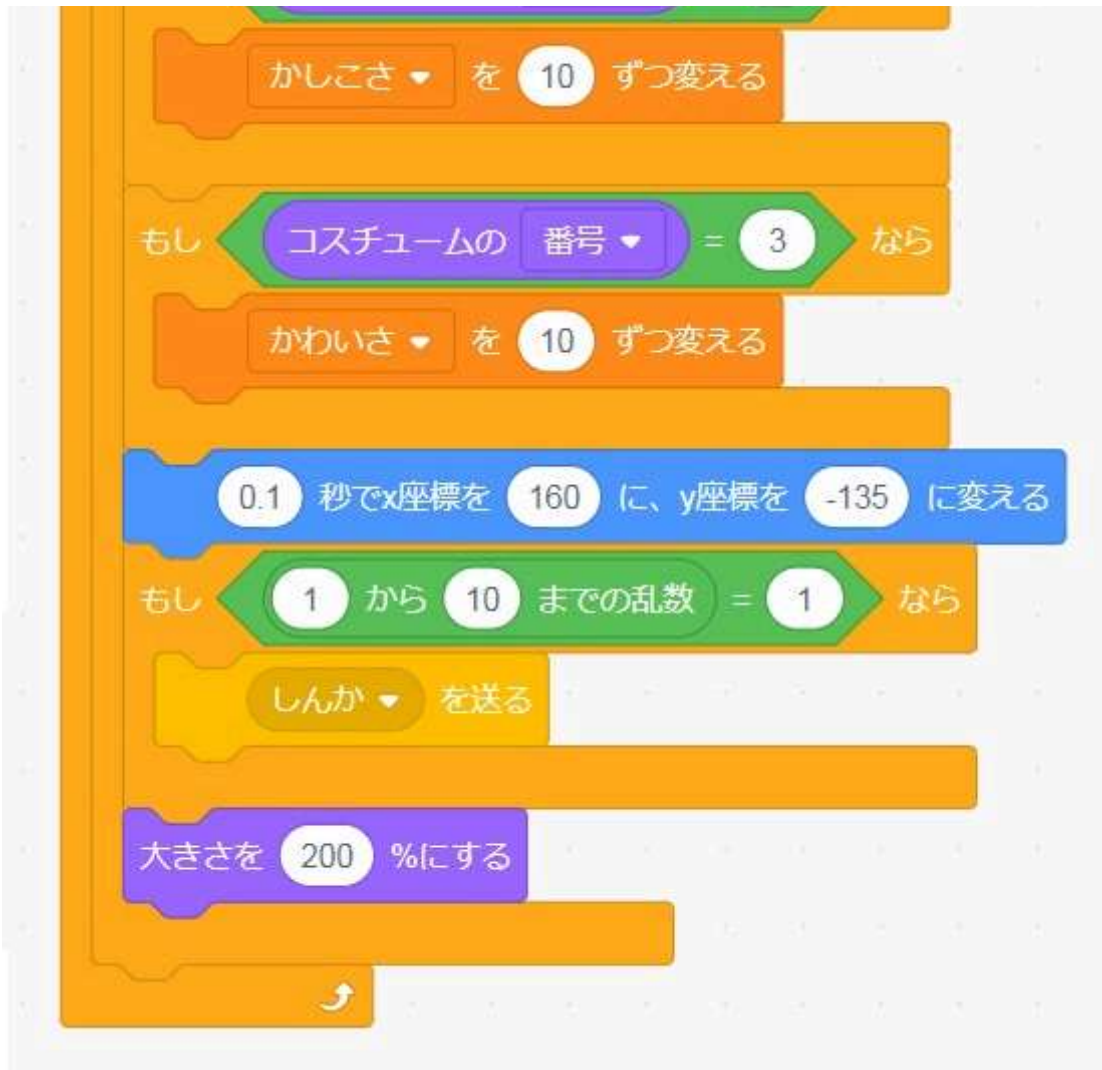 かしこさ を 10 ずつ変える
もし コスチュームの 番号 = 3 なら
かわいさ を 10 ずつ変える
0.1 秒でx座標を 160 に、y座標を -135 に変える
もし 1 から 10 までの乱数 = 1 なら
しんか を送る
大きさを 200 %にする